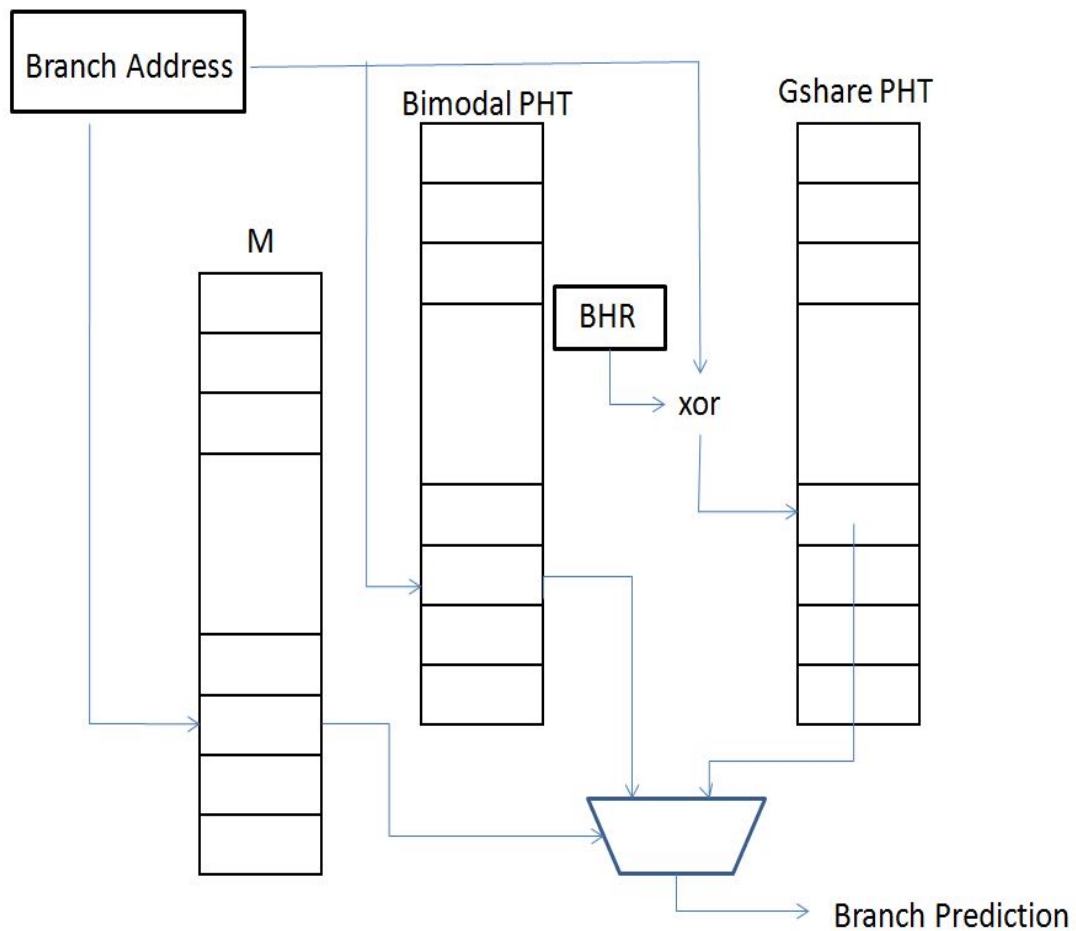 Branch Address
Bimodal PHT
Gshare PHT
M
BHR
xor
Branch Prediction